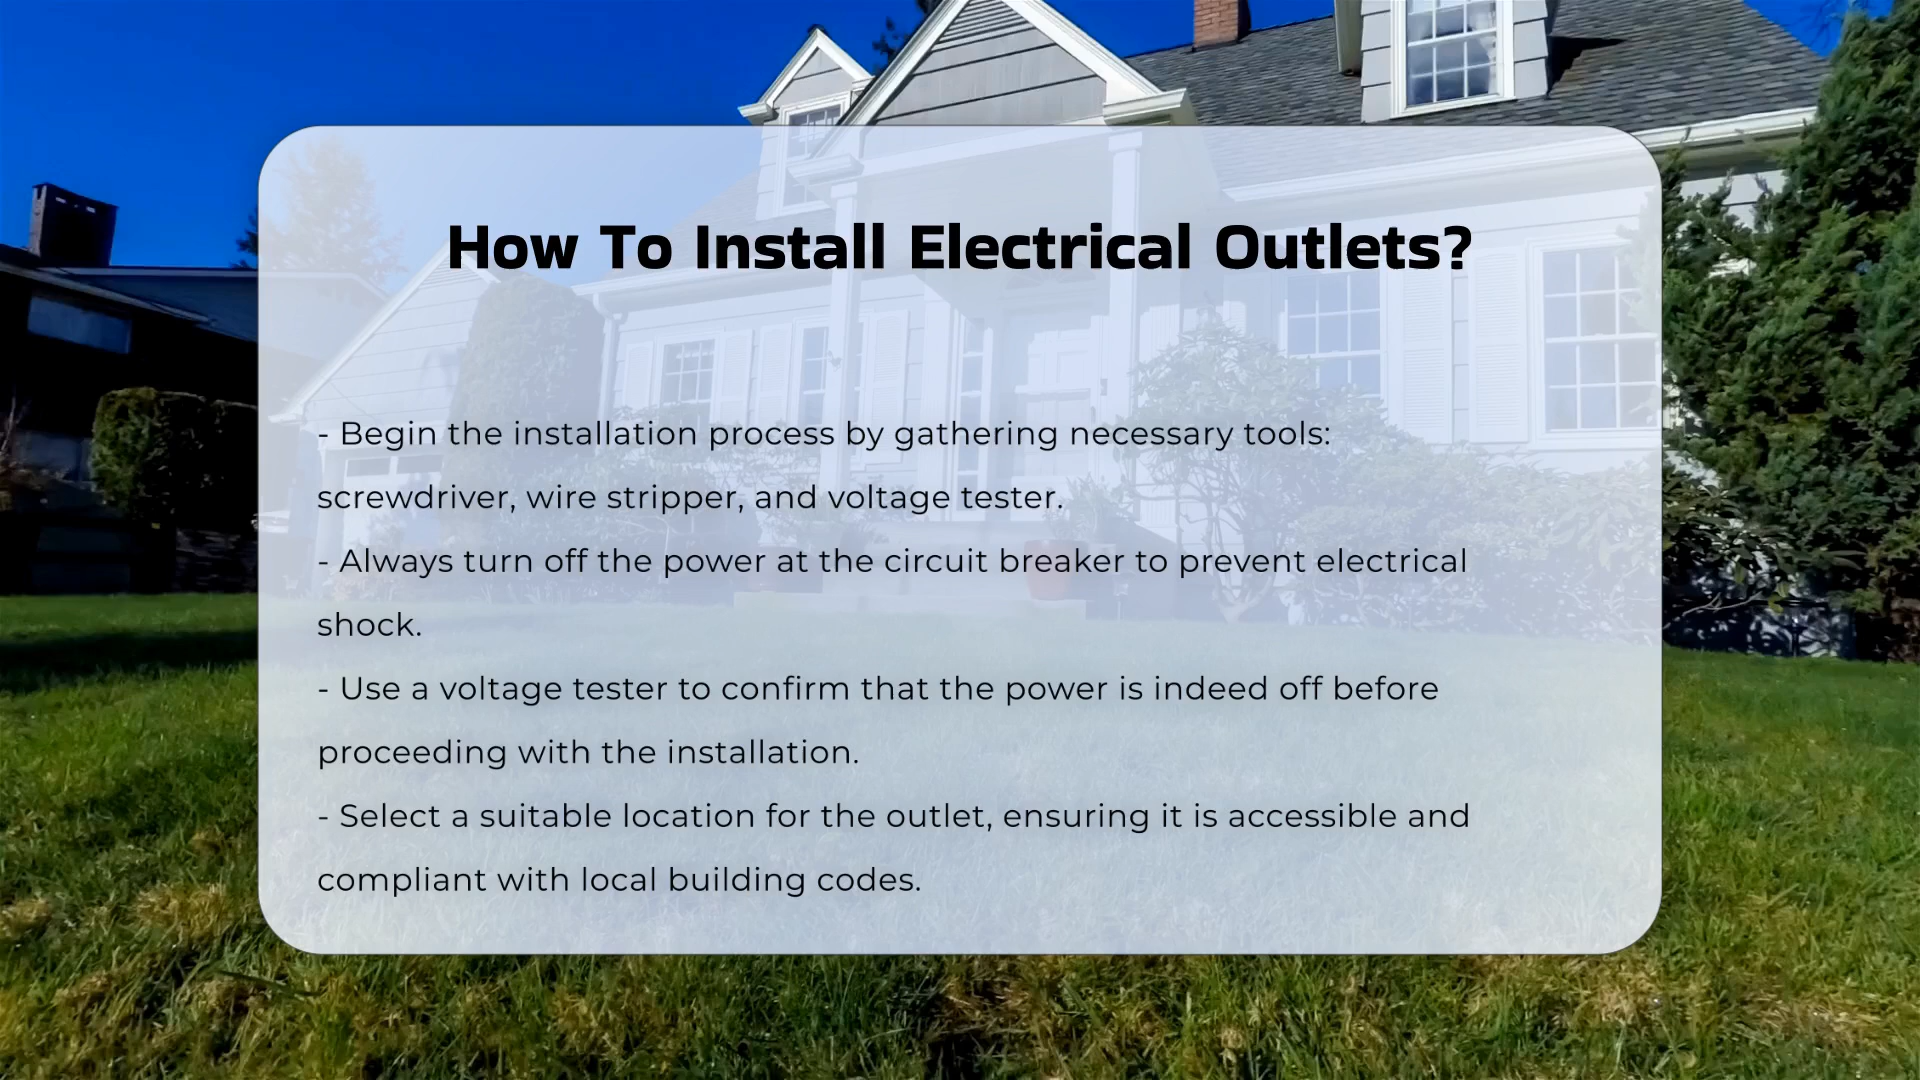 How To Install Electrical Outlets?
- Begin the installation process by gathering necessary tools:
screwdriver, wire stripper, and voltage tester.
- Always turn off the power at the circuit breaker to prevent electrical
shock.
- Use a voltage tester to confirm that the power is indeed off before
proceeding with the installation.
- Select a suitable location for the outlet, ensuring it is accessible and
compliant with local building codes.